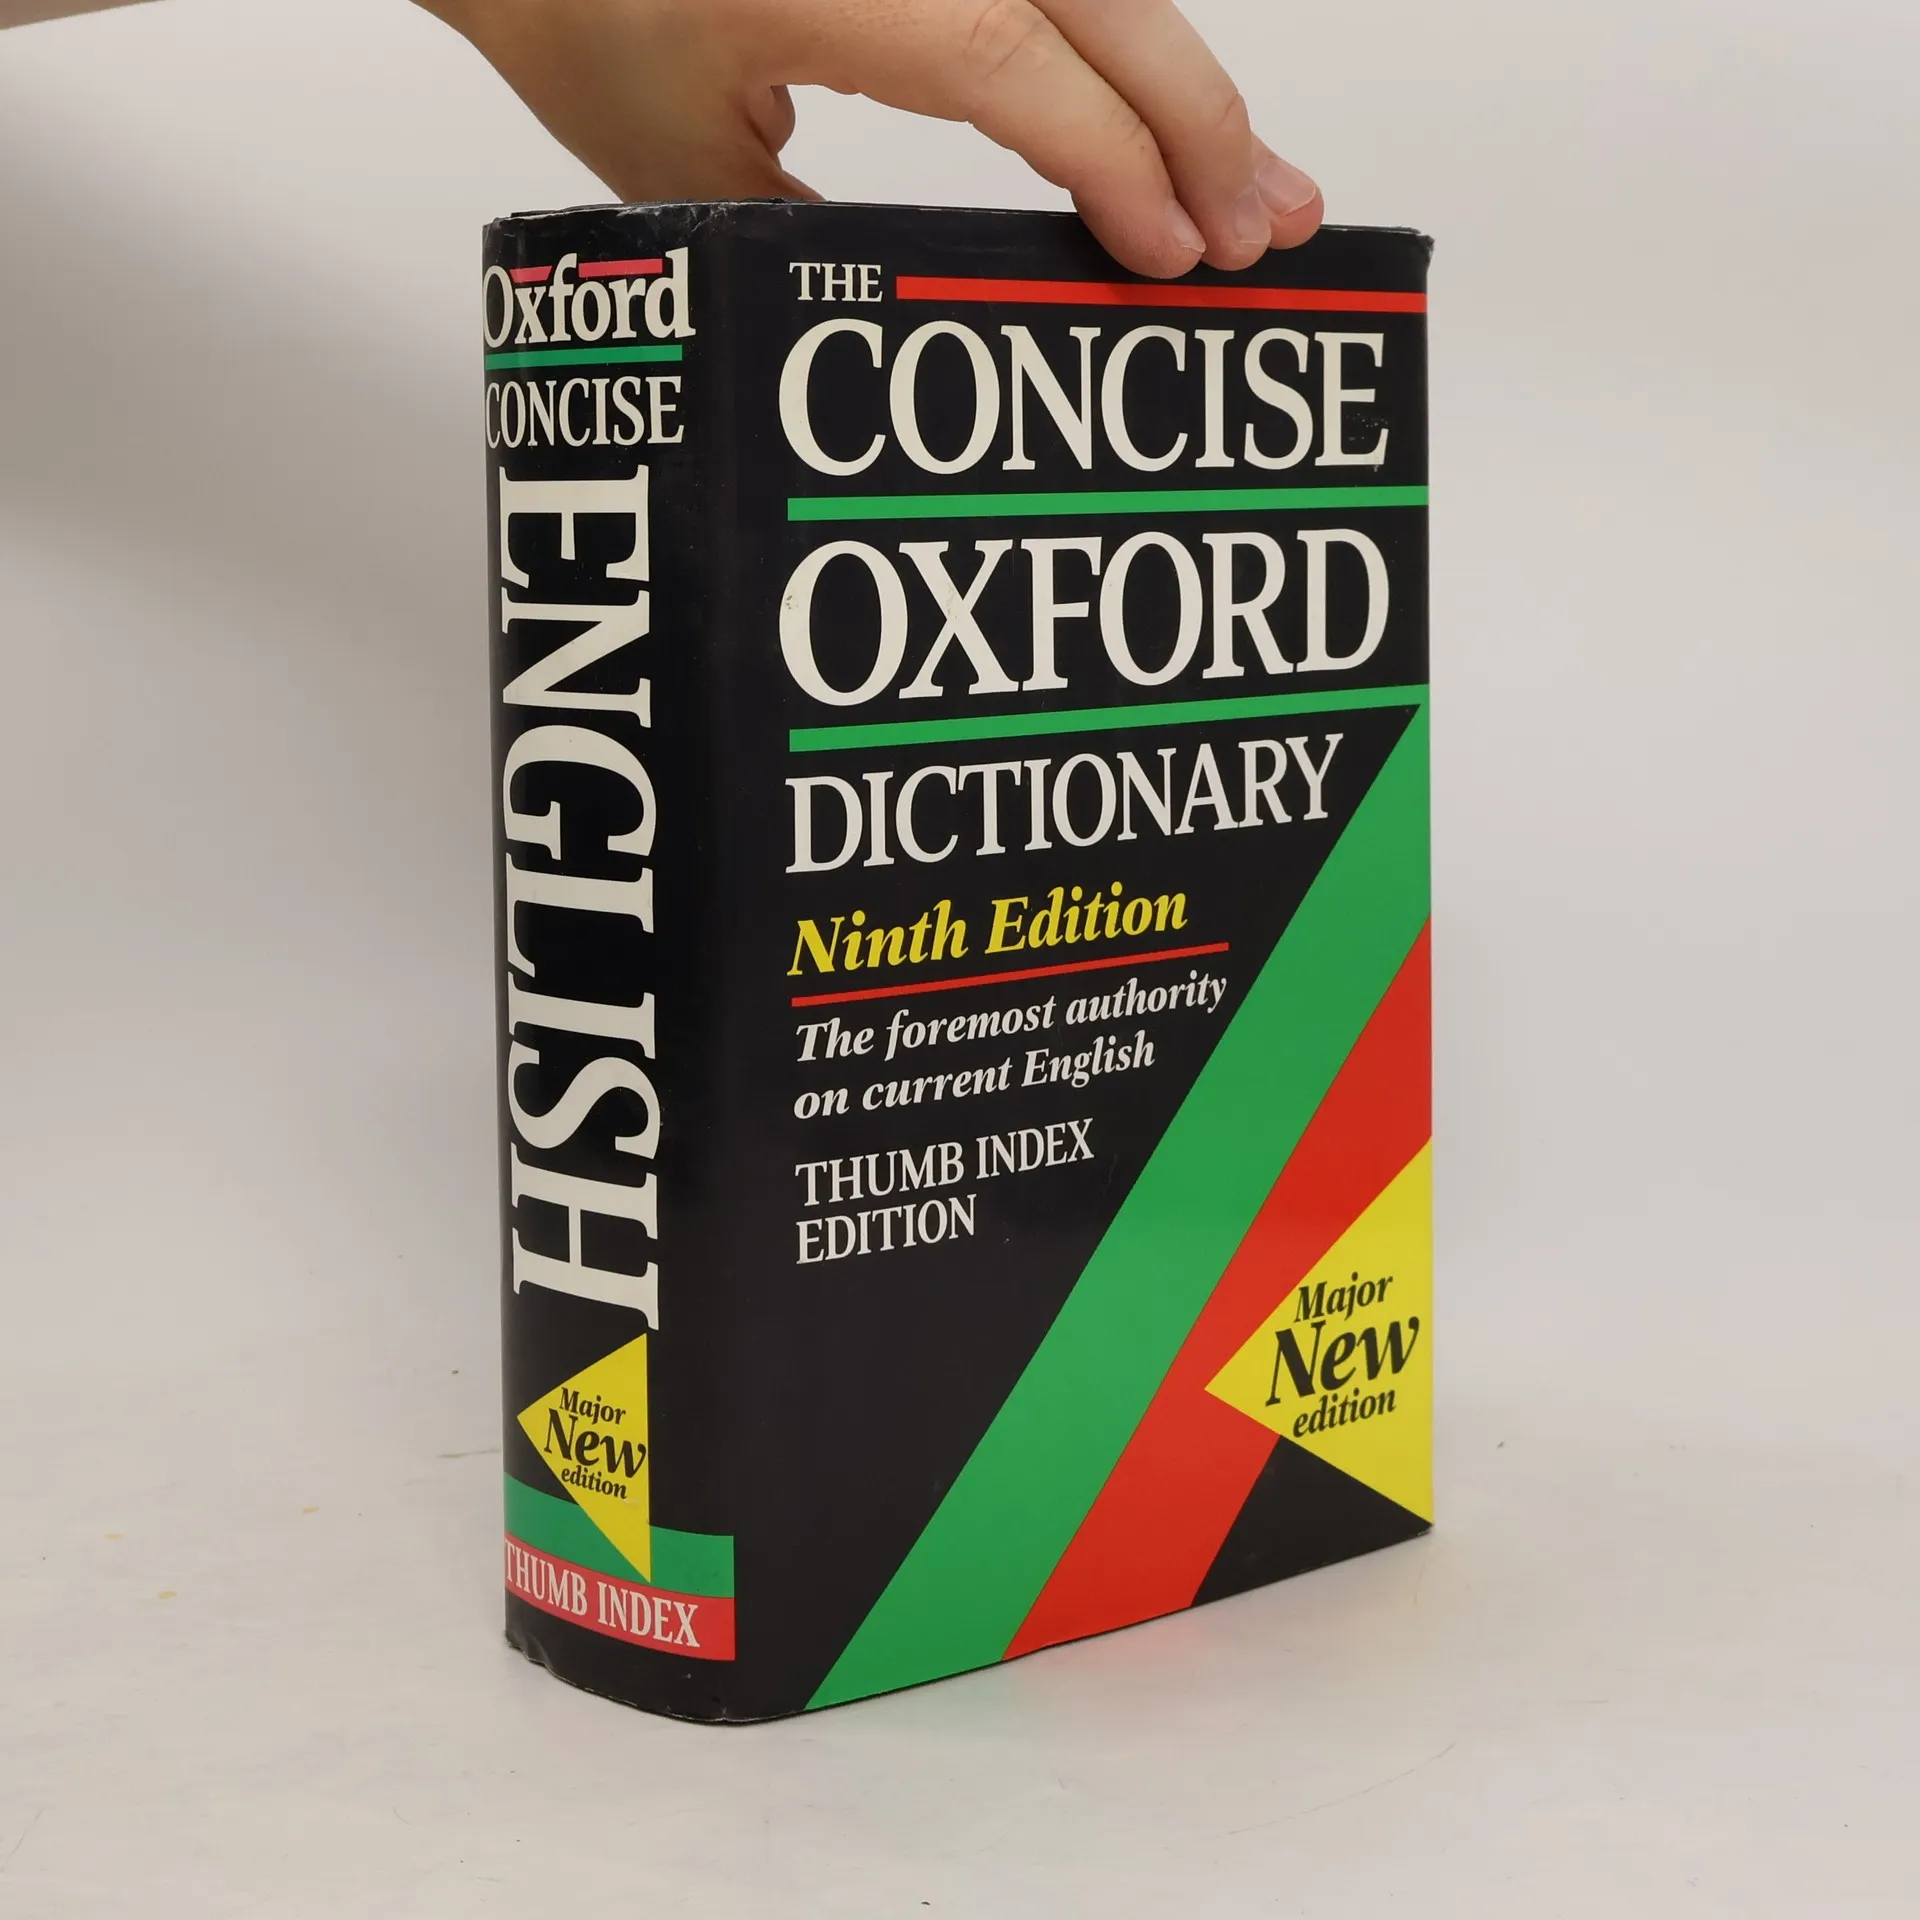 Oxford
CONCISE
ENGLISH
Major
New
edition
THUMB INDEX
THE
CONCISE
OXFORD
DICTIONARY
Ninth Edition
The foremost authority
on current English
THUMB INDEX
EDITION
Major
New
edition